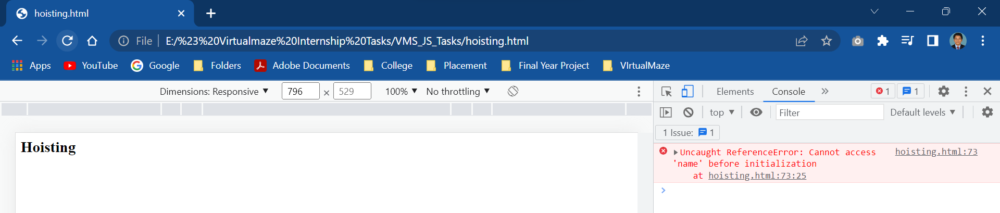 hoisting.html
File E:/%23%20Virtualmaze%20Internship%20Tasks/VMS_JS_Tasks/hoisting.html
Apps YouTube Google Folders Adobe Documents College Placement Final Year Project VIrtualMaze
Dimensions: Responsive ▼ 796 × 529 100% ▼ No throttling ▼
Elements Console » 1 1
top ▼ Filter Default levels ▼
1 Issue: 1
Hoisting
Uncaught ReferenceError: Cannot access hoisting.html:73
'name' before initialization
at hoisting.html:73:25